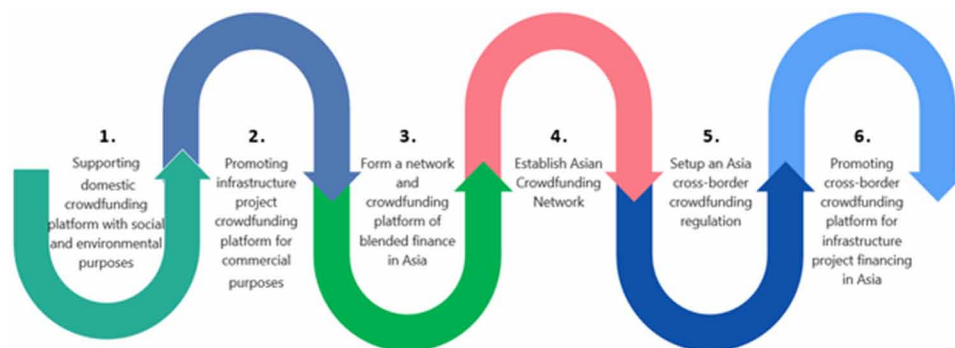 1.
Supporting
domestic
crowdfunding
platform with social
and environmental
purposes
2.
Promoting
infrastructure
project
crowdfunding
platform for
commercial
purposes
3.
Form a network
and
crowdfunding
platform of
blended finance
in Asia
4.
Establish Asian
Crowdfunding
Network
5.
Setup an Asia
cross-border
crowdfunding
regulation
6.
Promoting
cross-border
crowdfunding
platform for
infrastructure
project financing
in Asia